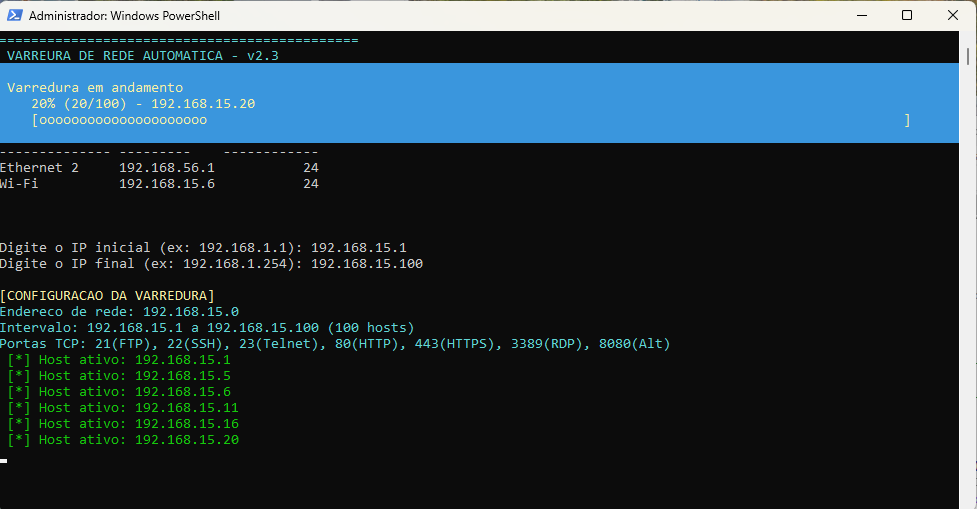 Administrador: Windows PowerShell
=============================================
VARREURA DE REDE AUTOMATICA - v2.3
Varredura em andamento
20% (20/100) - 192.168.15.20
[ooooooooooooooooooooo ]
-------------- --------- ------------
Ethernet 2 192.168.56.1 24
Wi-Fi 192.168.15.6 24
Digite o IP inicial (ex: 192.168.1.1): 192.168.15.1
Digite o IP final (ex: 192.168.1.254): 192.168.15.100
[CONFIGURACAO DA VARREDURA]
Endereco de rede: 192.168.15.0
Intervalo: 192.168.15.1 a 192.168.15.100 (100 hosts)
Portas TCP: 21(FTP), 22(SSH), 23(Telnet), 80(HTTP), 443(HTTPS), 3389(RDP), 8080(Alt)
[*] Host ativo: 192.168.15.1
[*] Host ativo: 192.168.15.5
[*] Host ativo: 192.168.15.6
[*] Host ativo: 192.168.15.11
[*] Host ativo: 192.168.15.16
[*] Host ativo: 192.168.15.20